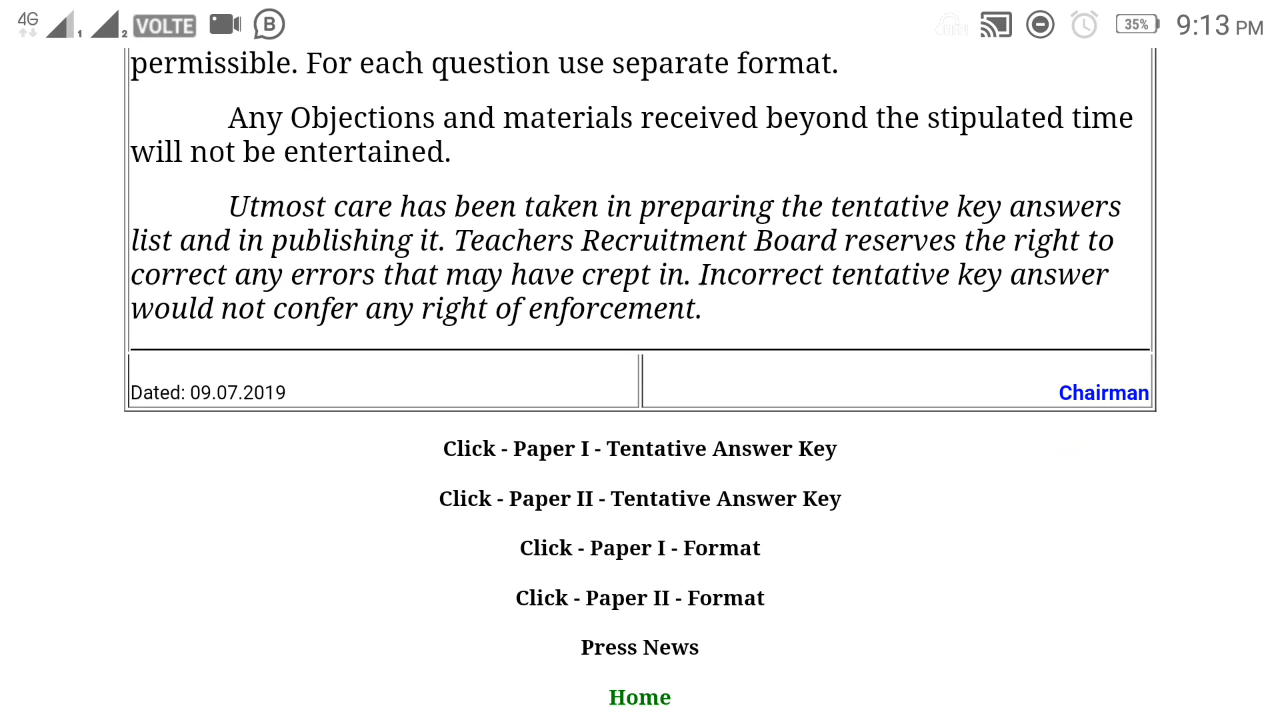 4G 1 2 VOLTE B 35% 9:13 PM
permissible. For each question use separate format.
Any Objections and materials received beyond the stipulated time
will not be entertained.
Utmost care has been taken in preparing the tentative key answers
list and in publishing it. Teachers Recruitment Board reserves the right to
correct any errors that may have crept in. Incorrect tentative key answer
would not confer any right of enforcement.
Dated: 09.07.2019
Chairman
Click - Paper I - Tentative Answer Key
Click - Paper II - Tentative Answer Key
Click - Paper I - Format
Click - Paper II - Format
Press News
Home